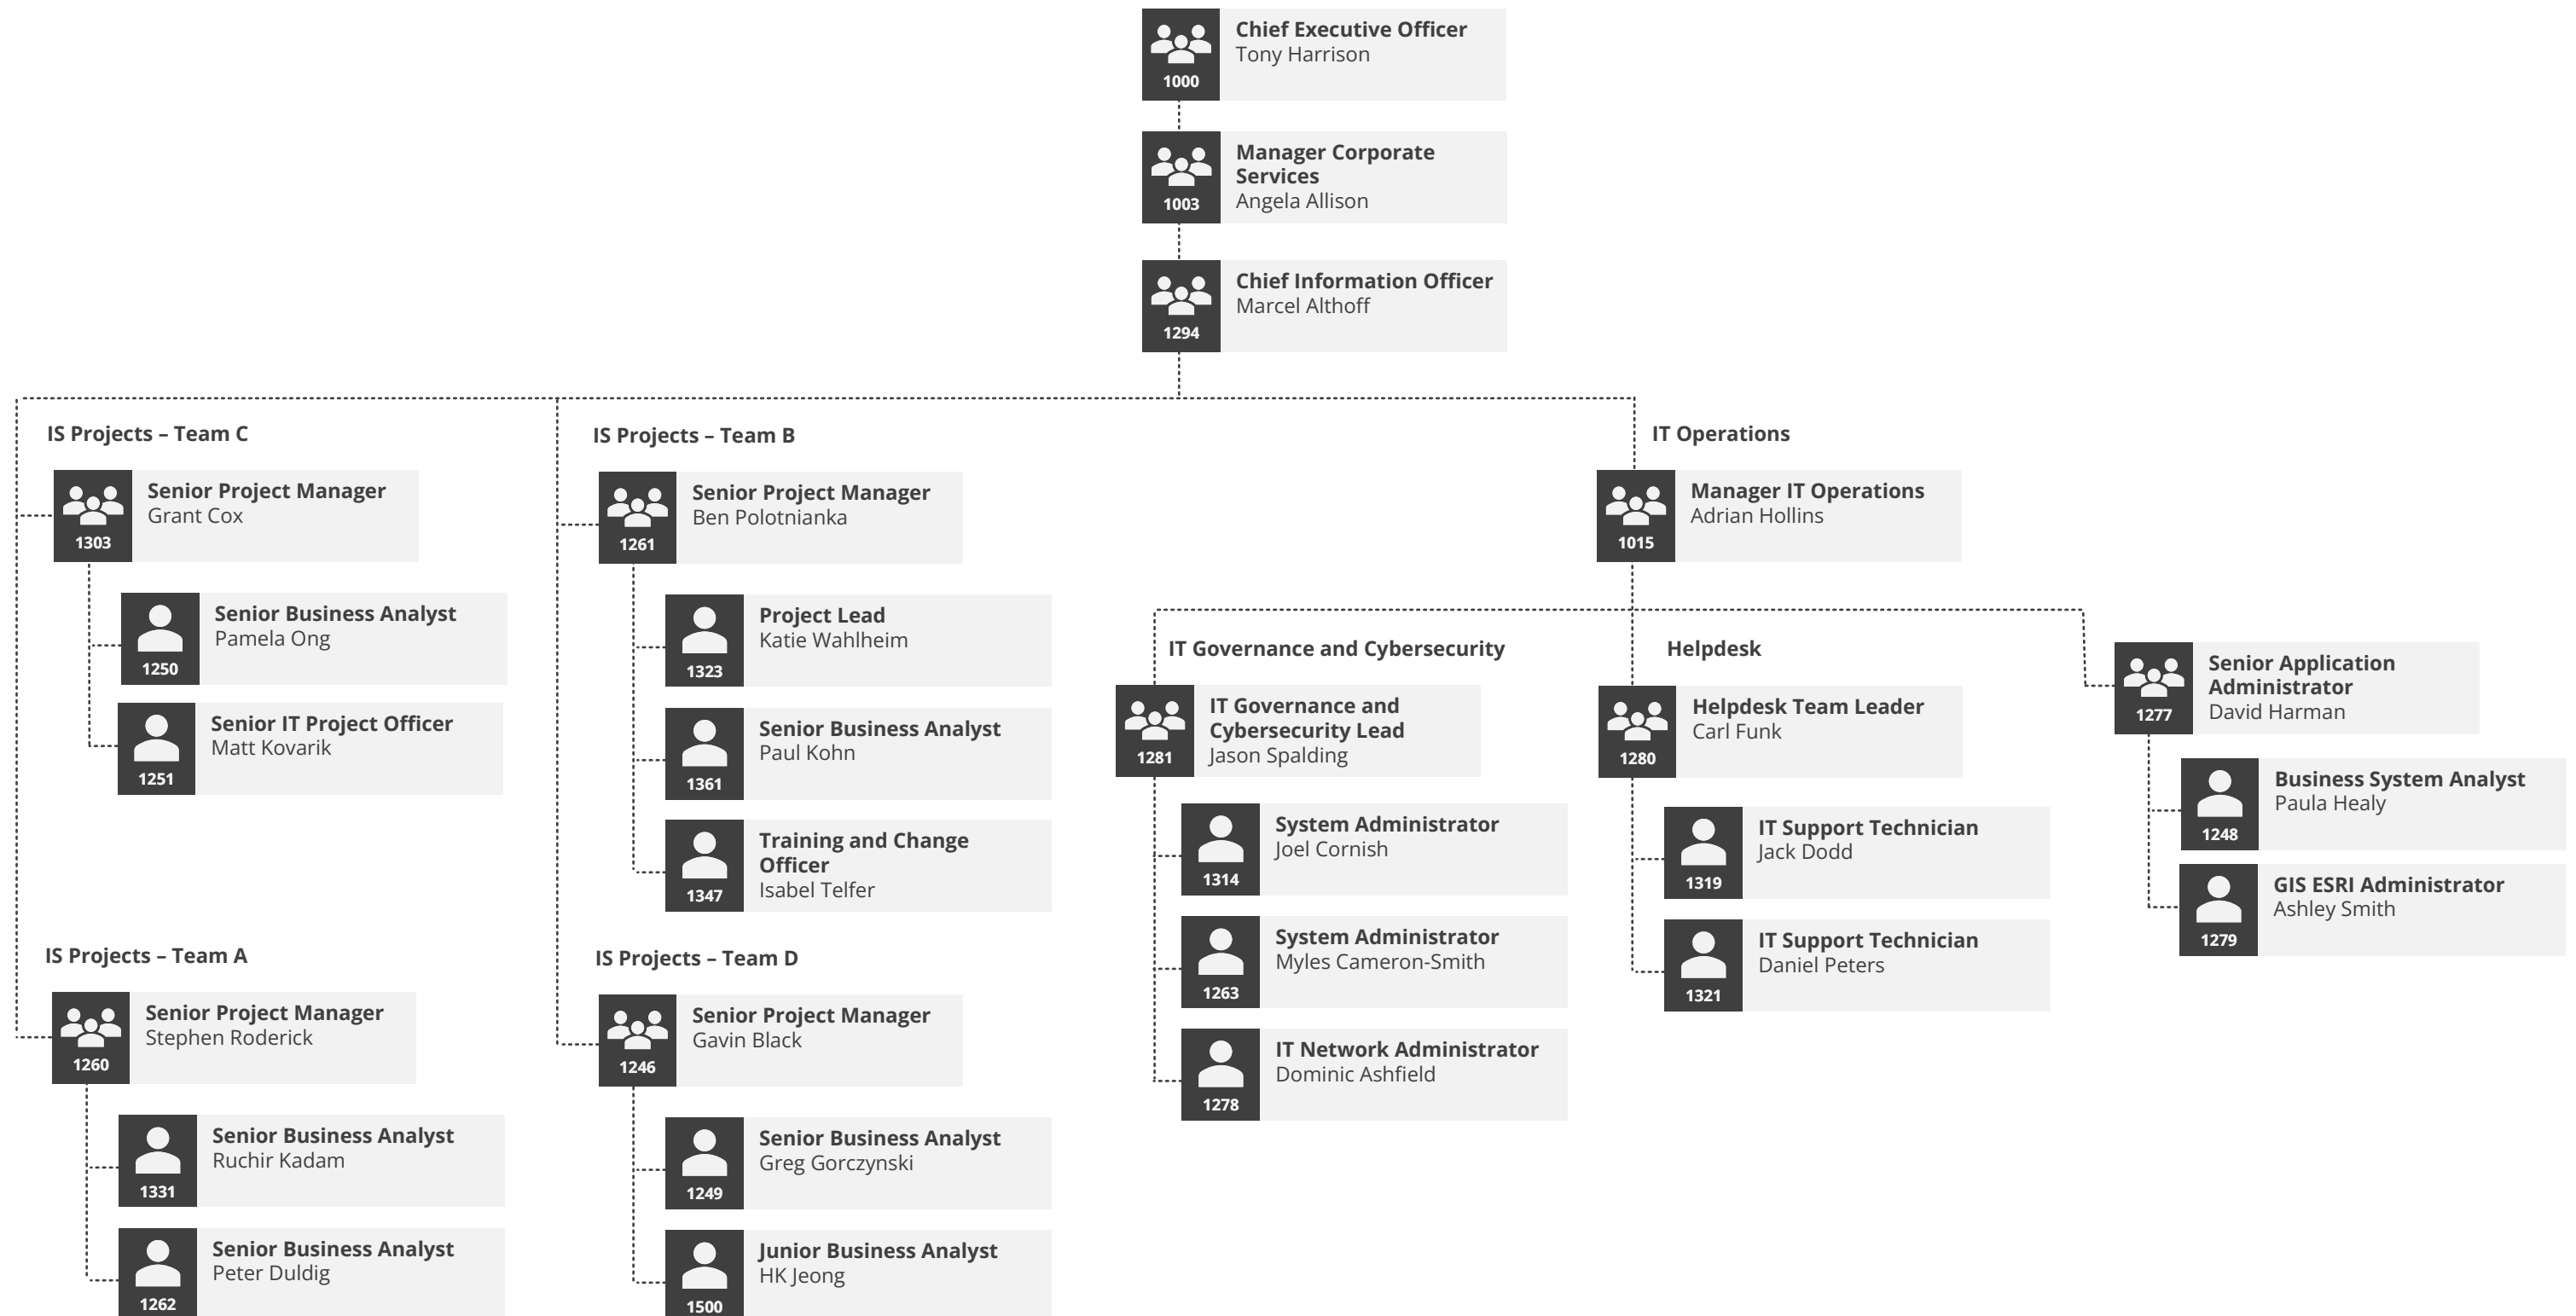 Chief Executive Officer
Tony Harrison
1000
Manager Corporate
Services
Angela Allison
1003
Chief Information Officer
Marcel Althoff
1294
IS Projects – Team C
Senior Project Manager
Grant Cox
1303
Senior Business Analyst
Pamela Ong
1250
Senior IT Project Officer
Matt Kovarik
1251
IS Projects – Team A
Senior Project Manager
Stephen Roderick
1260
Senior Business Analyst
Ruchir Kadam
1331
Senior Business Analyst
Peter Duldig
1262
IS Projects – Team B
Senior Project Manager
Ben Polotnianka
1261
Project Lead
Katie Wahlheim
1323
Senior Business Analyst
Paul Kohn
1361
Training and Change
Officer
Isabel Telfer
1347
IS Projects – Team D
Senior Project Manager
Gavin Black
1246
Senior Business Analyst
Greg Gorczynski
1249
Junior Business Analyst
HK Jeong
1500
IT Operations
Manager IT Operations
Adrian Hollins
1015
IT Governance and Cybersecurity
IT Governance and
Cybersecurity Lead
Jason Spalding
1281
System Administrator
Joel Cornish
1314
System Administrator
Myles Cameron-Smith
1263
IT Network Administrator
Dominic Ashfield
1278
Helpdesk
Helpdesk Team Leader
Carl Funk
1280
IT Support Technician
Jack Dodd
1319
IT Support Technician
Daniel Peters
1321
Senior Application
Administrator
David Harman
1277
Business System Analyst
Paula Healy
1248
GIS ESRI Administrator
Ashley Smith
1279